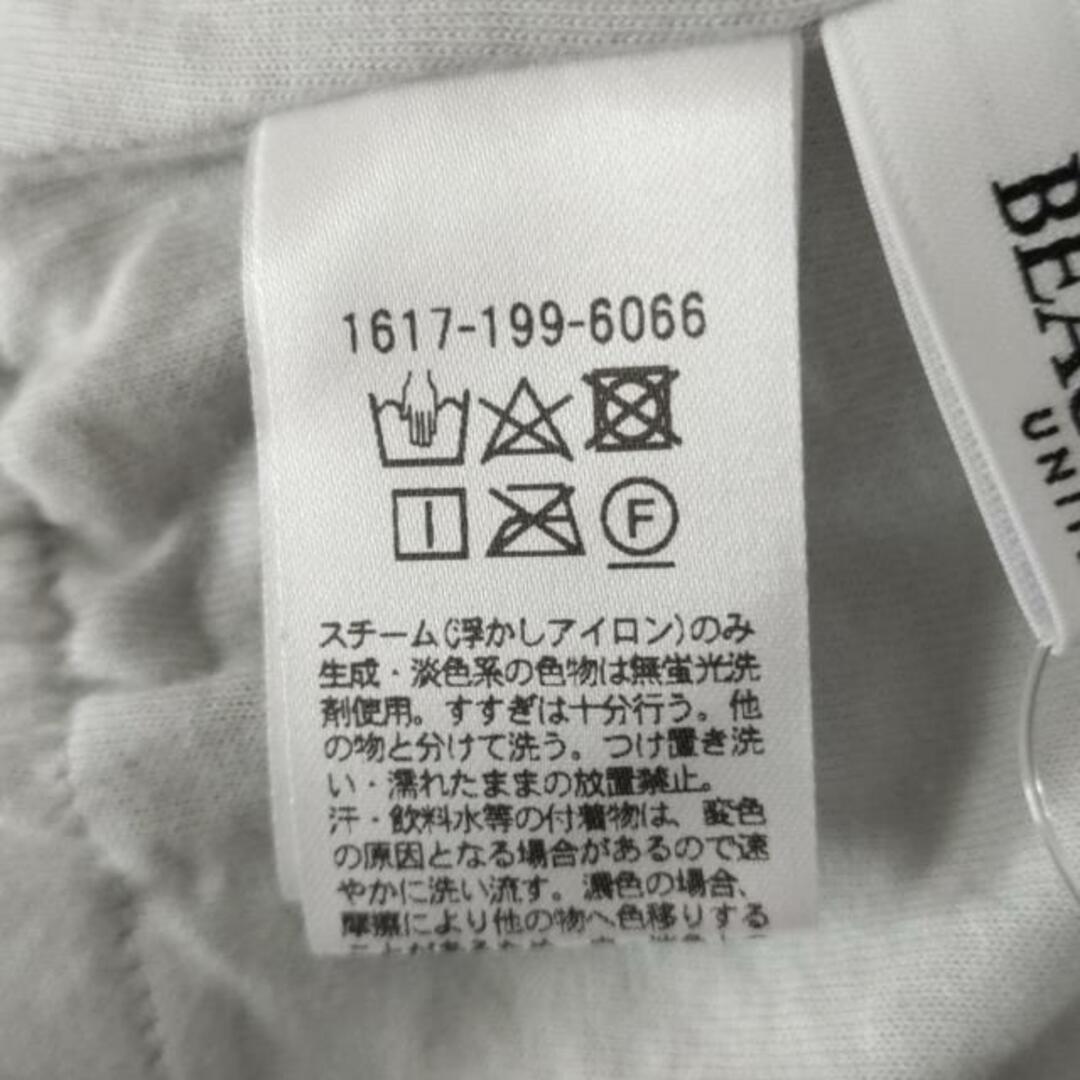 1617-199-6066
F
スチーム(浮かしアイロン)のみ
生成・淡色系の色物は無蛍光洗
剤使用。すすぎは十分行う。他
の物と分けて洗う。つけ置き洗
い・濡れたままの放置禁止。
汗・飲料水等の付着物は、変色
の原因となる場合があるので速
やかに洗い流す。濃色の場合、
摩擦により他の物へ色移りする
BEA
UNIT